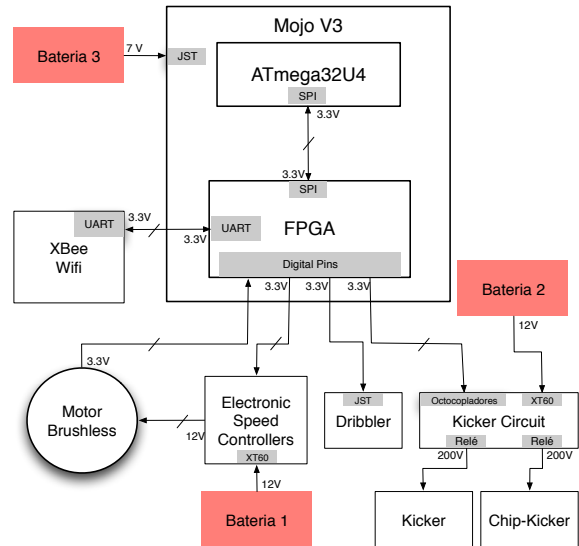 Mojo V3
Bateria 3
7 V
JST
ATmega32U4
SPI
3.3V
3.3V
SPI
UART
3.3V
XBee
Wifi
3.3V
UART
FPGA
Digital Pins
3.3V
3.3V
3.3V
Bateria 2
12V
3.3V
Motor
Brushless
12V
Electronic
Speed
Controllers
XT60
12V
Bateria 1
JST
Dribbler
Octocopladores
XT60
Kicker Circuit
Relé
Relé
200V
200V
Kicker
Chip-Kicker